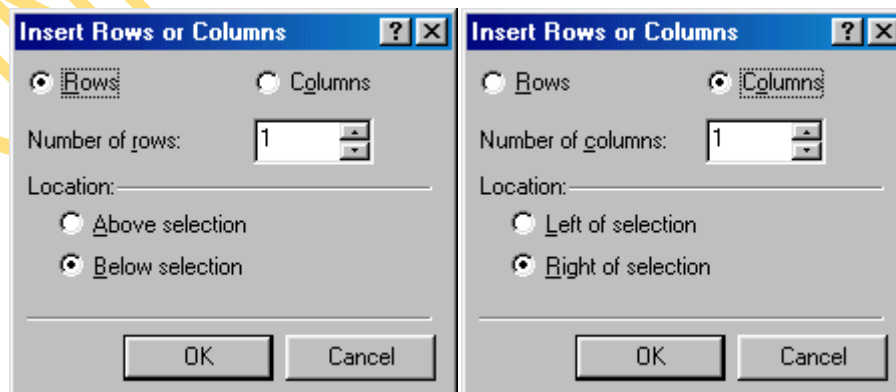 Insert Rows or Columns
Rows Columns
Number of rows: 1
Location:
Above selection
Below selection
OK Cancel
Insert Rows or Columns
Rows Columns
Number of columns: 1
Location:
Left of selection
Right of selection
OK Cancel